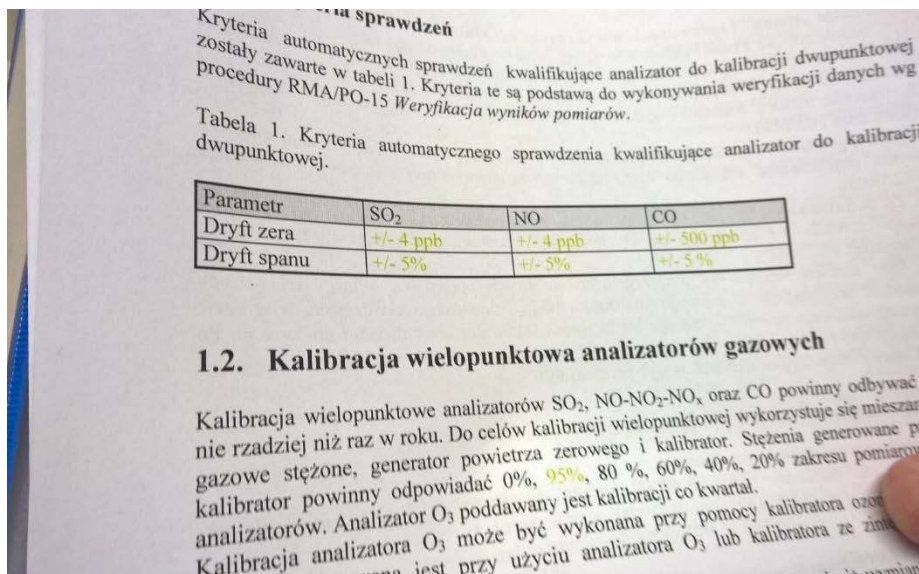 sprawdzeń
Kryteria automatycznych sprawdzeń kwalifikujące analizator do kalibracji dwupunktowej
zostały zawarte w tabeli 1. Kryteria te są podstawą do wykonywania weryfikacji danych wg
procedury RMA/PO-15 Weryfikacja wyników pomiarów.
Tabela 1. Kryteria automatycznego sprawdzenia kwalifikujące analizator do kalibracji
dwupunktowej.
Parametr SO₂ NO CO
Dryft zera +/- 4 ppb +/- 4 ppb +/- 500 ppb
Dryft spanu +/- 5% +/- 5% +/- 5 %
1.2. Kalibracja wielopunktowa analizatorów gazowych
Kalibracja wielopunktowe analizatorów SO₂, NO-NO₂-NOₓ oraz CO powinny odbywać
nie rzadziej niż raz w roku. Do celów kalibracji wielopunktowej wykorzystuje się
gazowe stężone, generator powietrza zerowego i kalibrator. Stężenia generowane
kalibrator powinny odpowiadać 0%, 95%, 80 %, 60%, 40%, 20% zakresu
analizatorów. Analizator O₃ poddawany jest kalibracji co kwartał.
Kalibracja analizatora O₃ może być wykonana przy pomocy kalibratora
jest przy użyciu analizatora O₃ lub kalibratora ze